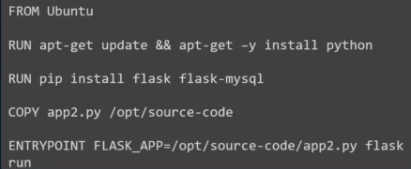 FROM Ubuntu
RUN apt-get update && apt-get –y install python
RUN pip install flask flask-mysql
COPY app2.py /opt/source-code
ENTRYPOINT FLASK_APP=/opt/source-code/app2.py flask
run